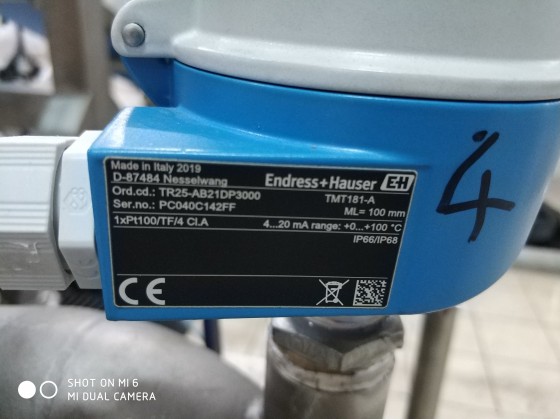 Made in Italy 2019
D-87484 Nesselwang
Endress+Hauser EH
Ord.cd.: TR25-AB21DP3000
TMT181-A
Ser.no.: PC040C142FF
ML= 100 mm
1xPt100/TF/4 Cl.A
4...20 mA range: +0...+100 °C
IP66/IP68
CE
4
SHOT ON MI 6
MI DUAL CAMERA